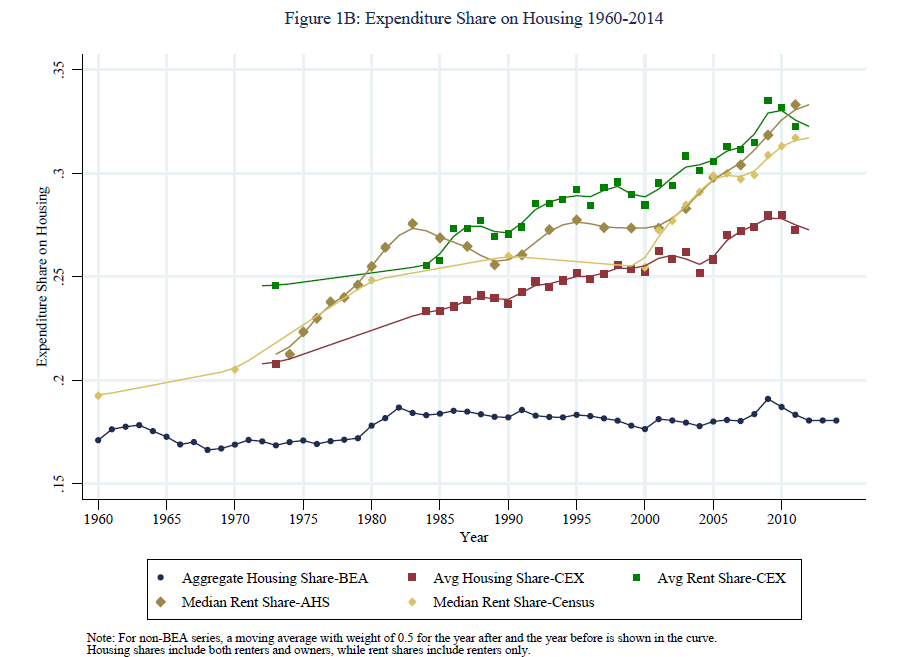 Figure 1B: Expenditure Share on Housing 1960-2014
Expenditure Share on Housing
.35
.3
.25
.2
.15
1960 1965 1970 1975 1980 1985 1990 1995 2000 2005 2010
Year
Aggregate Housing Share-BEA Avg Housing Share-CEX Avg Rent Share-CEX
Median Rent Share-AHS Median Rent Share-Census
Note: For non-BEA series, a moving average with weight of 0.5 for the year after and the year before is shown in the curve.
Housing shares include both renters and owners, while rent shares include renters only.